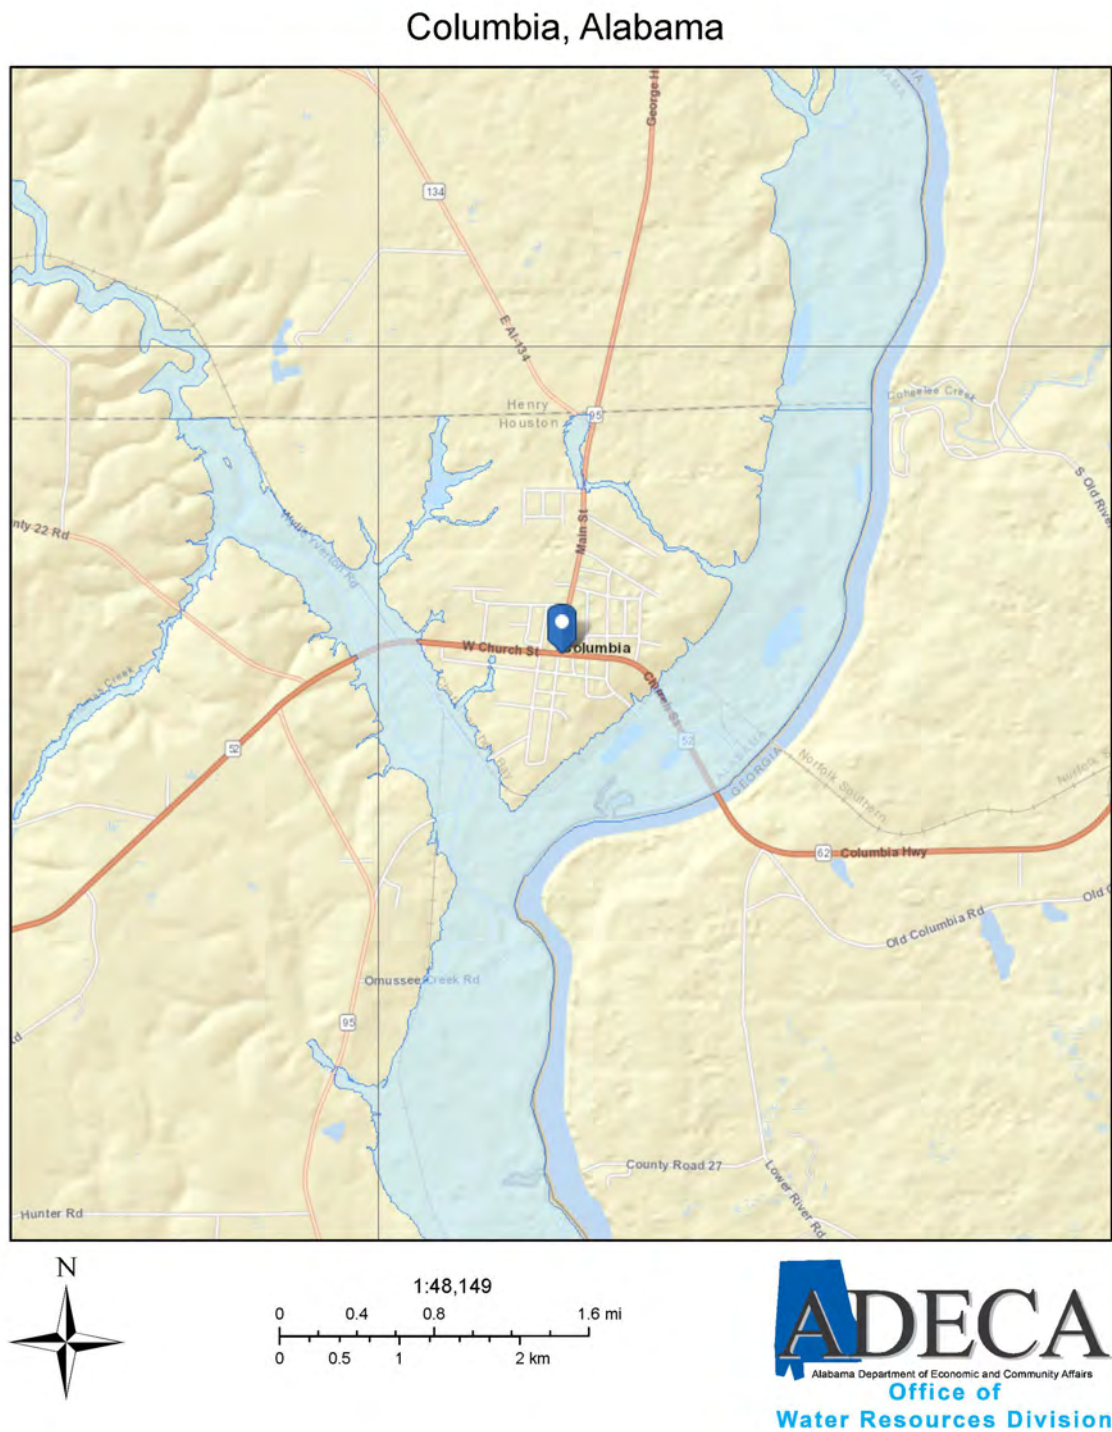 Columbia, Alabama
George H
134
E Al-134
Henry
95
Houston
Coheelee Creek
S Old River
nty 22 Rd
Main St
W Church St
Columbia
Church St
52
52
ALABAMA
GEORGIA
Norfolk Southern
Norfolk S
62
Columbia Hwy
Old Columbia Rd
Old C
Omussee Creek Rd
95
County Road 27
Lower River Rd
Hunter Rd
N
1:48,149
0 0.4 0.8 1.6 mi
0 0.5 1 2 km
ADECA
Alabama Department of Economic and Community Affairs
Office of
Water Resources Division